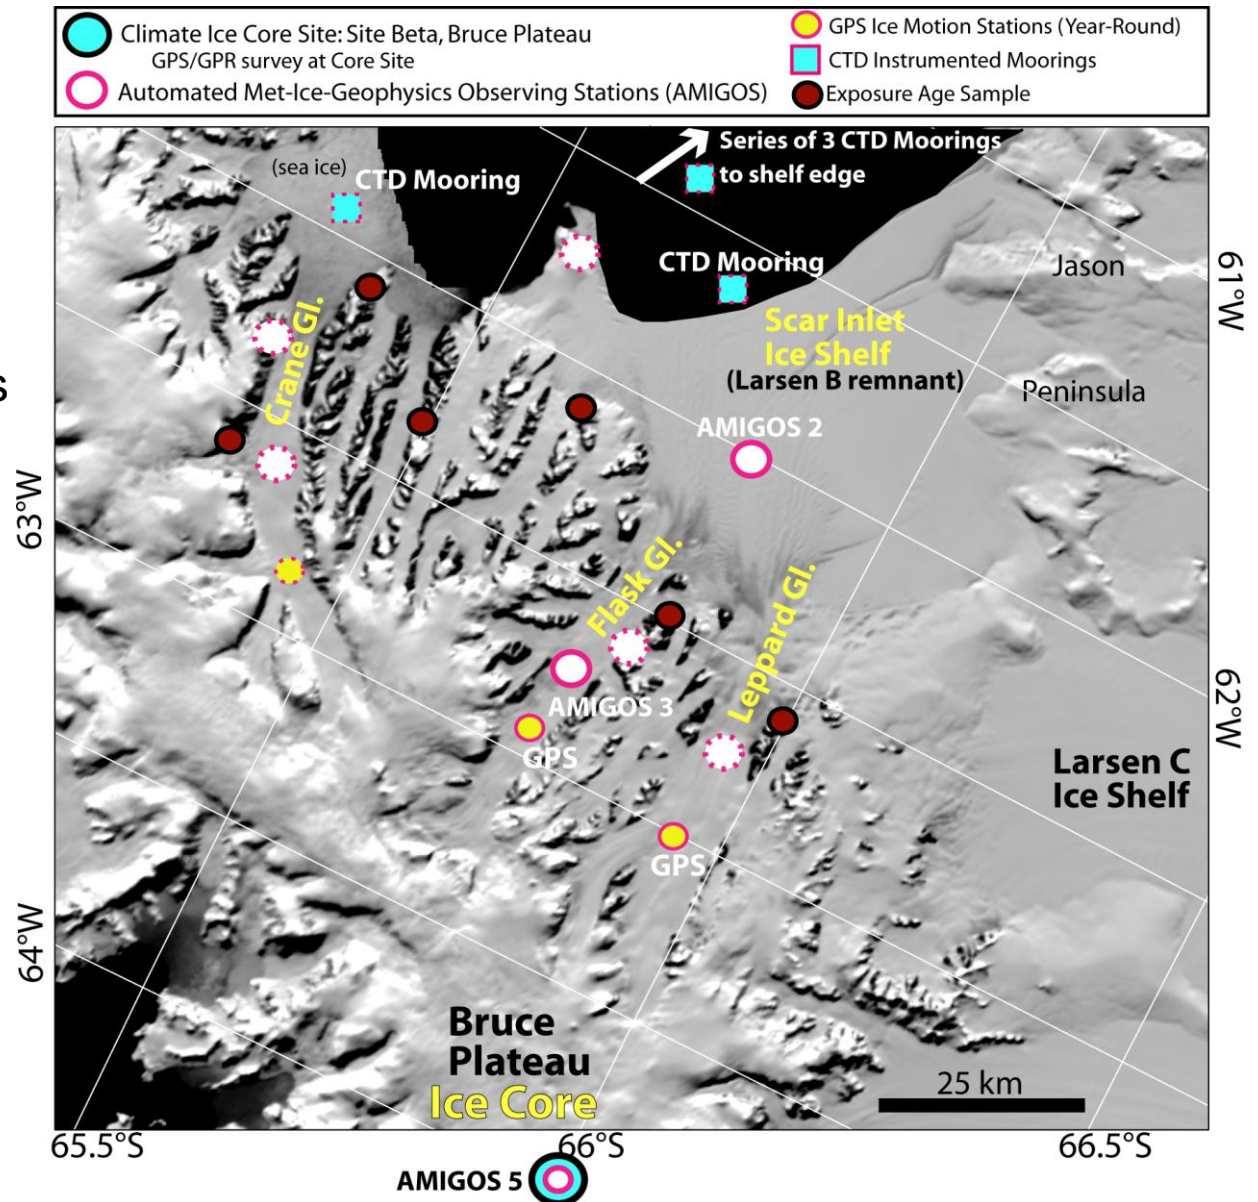 Climate Ice Core Site: Site Beta, Bruce Plateau
GPS/GPR survey at Core Site
Automated Met-Ice-Geophysics Observing Stations (AMIGOS)
GPS Ice Motion Stations (Year-Round)
CTD Instrumented Moorings
Exposure Age Sample
(sea ice)
CTD Mooring
Series of 3 CTD Moorings
to shelf edge
CTD Mooring
Jason
Peninsula
61°W
Scar Inlet
Ice Shelf
(Larsen B remnant)
Crane Gl.
s
AMIGOS 2
63°W
Flask Gl.
Leppard Gl.
AMIGOS 3
GPS
GPS
62°W
Larsen C
Ice Shelf
64°W
Bruce
Plateau
Ice Core
25 km
65.5°S
66°S
66.5°S
AMIGOS 5